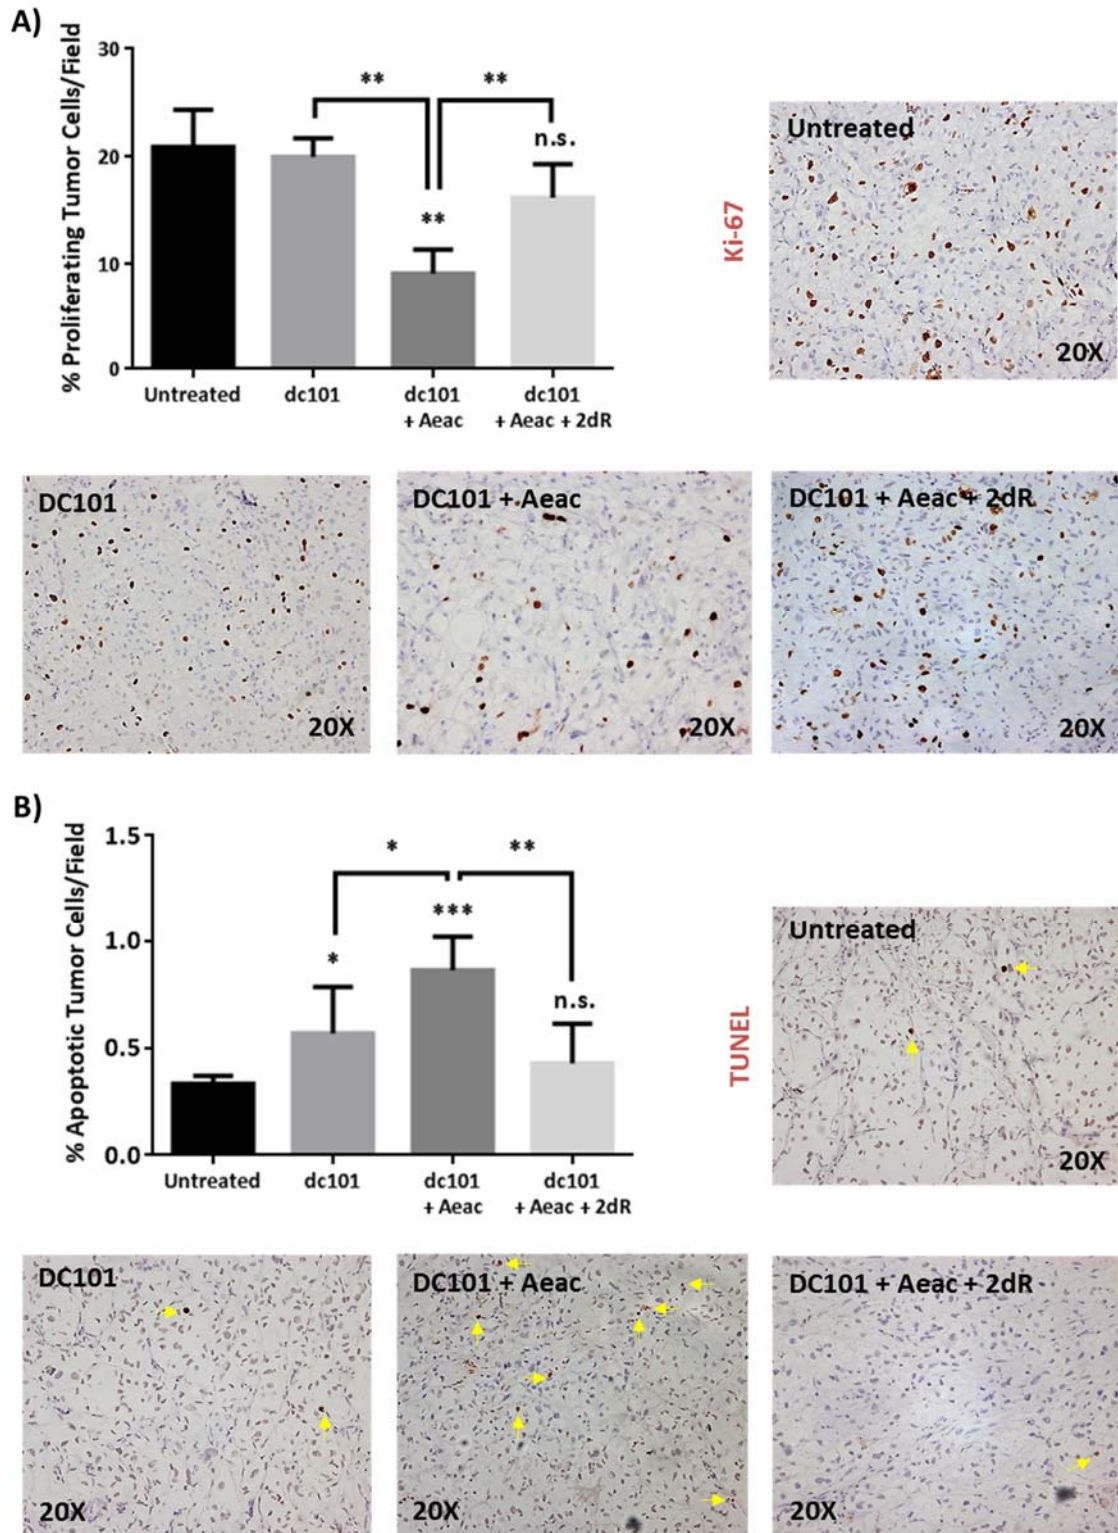 A)
30
20
10
0
% Proliferating Tumor Cells/Field
** **
n.s.
**
Untreated dc101 dc101 dc101
+ Aeac + Aeac + 2dR
Ki-67
Untreated
20X
DC101
20X
DC101 + Aeac
20X
DC101 + Aeac + 2dR
20X
B)
1.5
1.0
0.5
0.0
% Apoptotic Tumor Cells/Field
* **
***
*
n.s.
Untreated dc101 dc101 dc101
+ Aeac + Aeac + 2dR
TUNEL
Untreated
20X
DC101
20X
DC101 + Aeac
20X
DC101 + Aeac + 2dR
20X